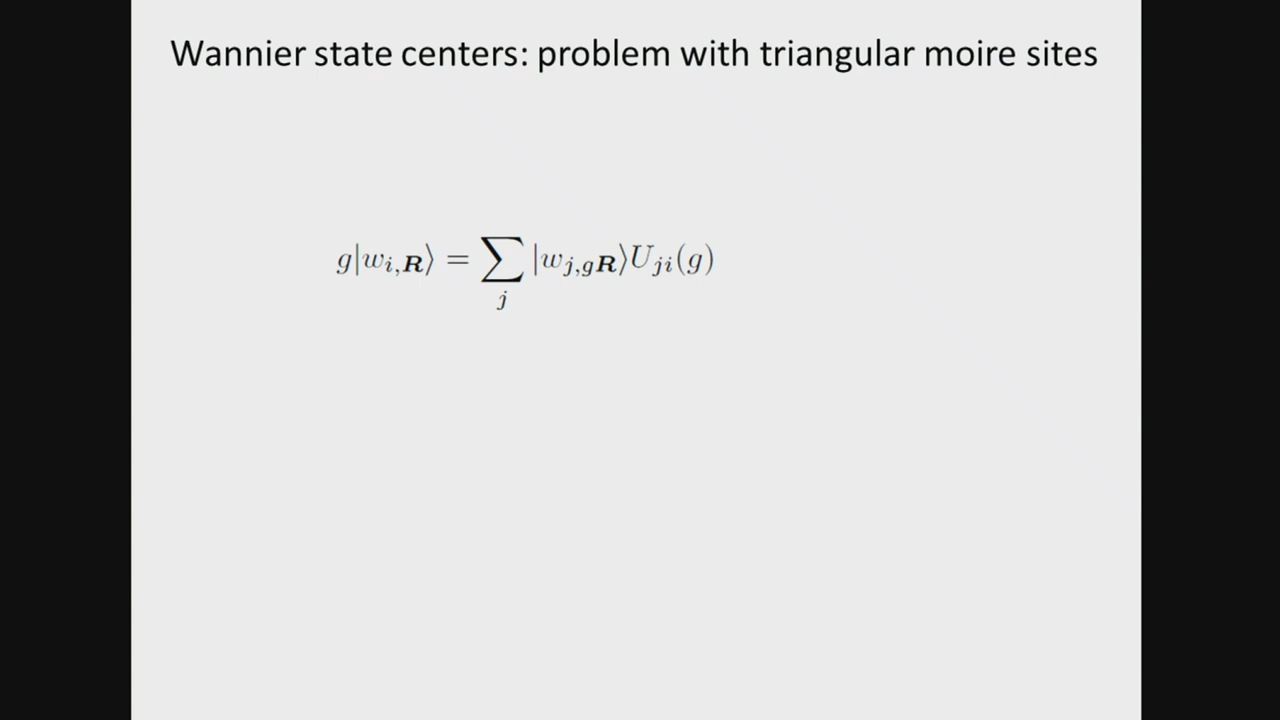 Wannier state centers: problem with triangular moire sites
g|w_{i,R}⟩ = ∑_j |w_{j,gR}⟩U_{ji}(g)